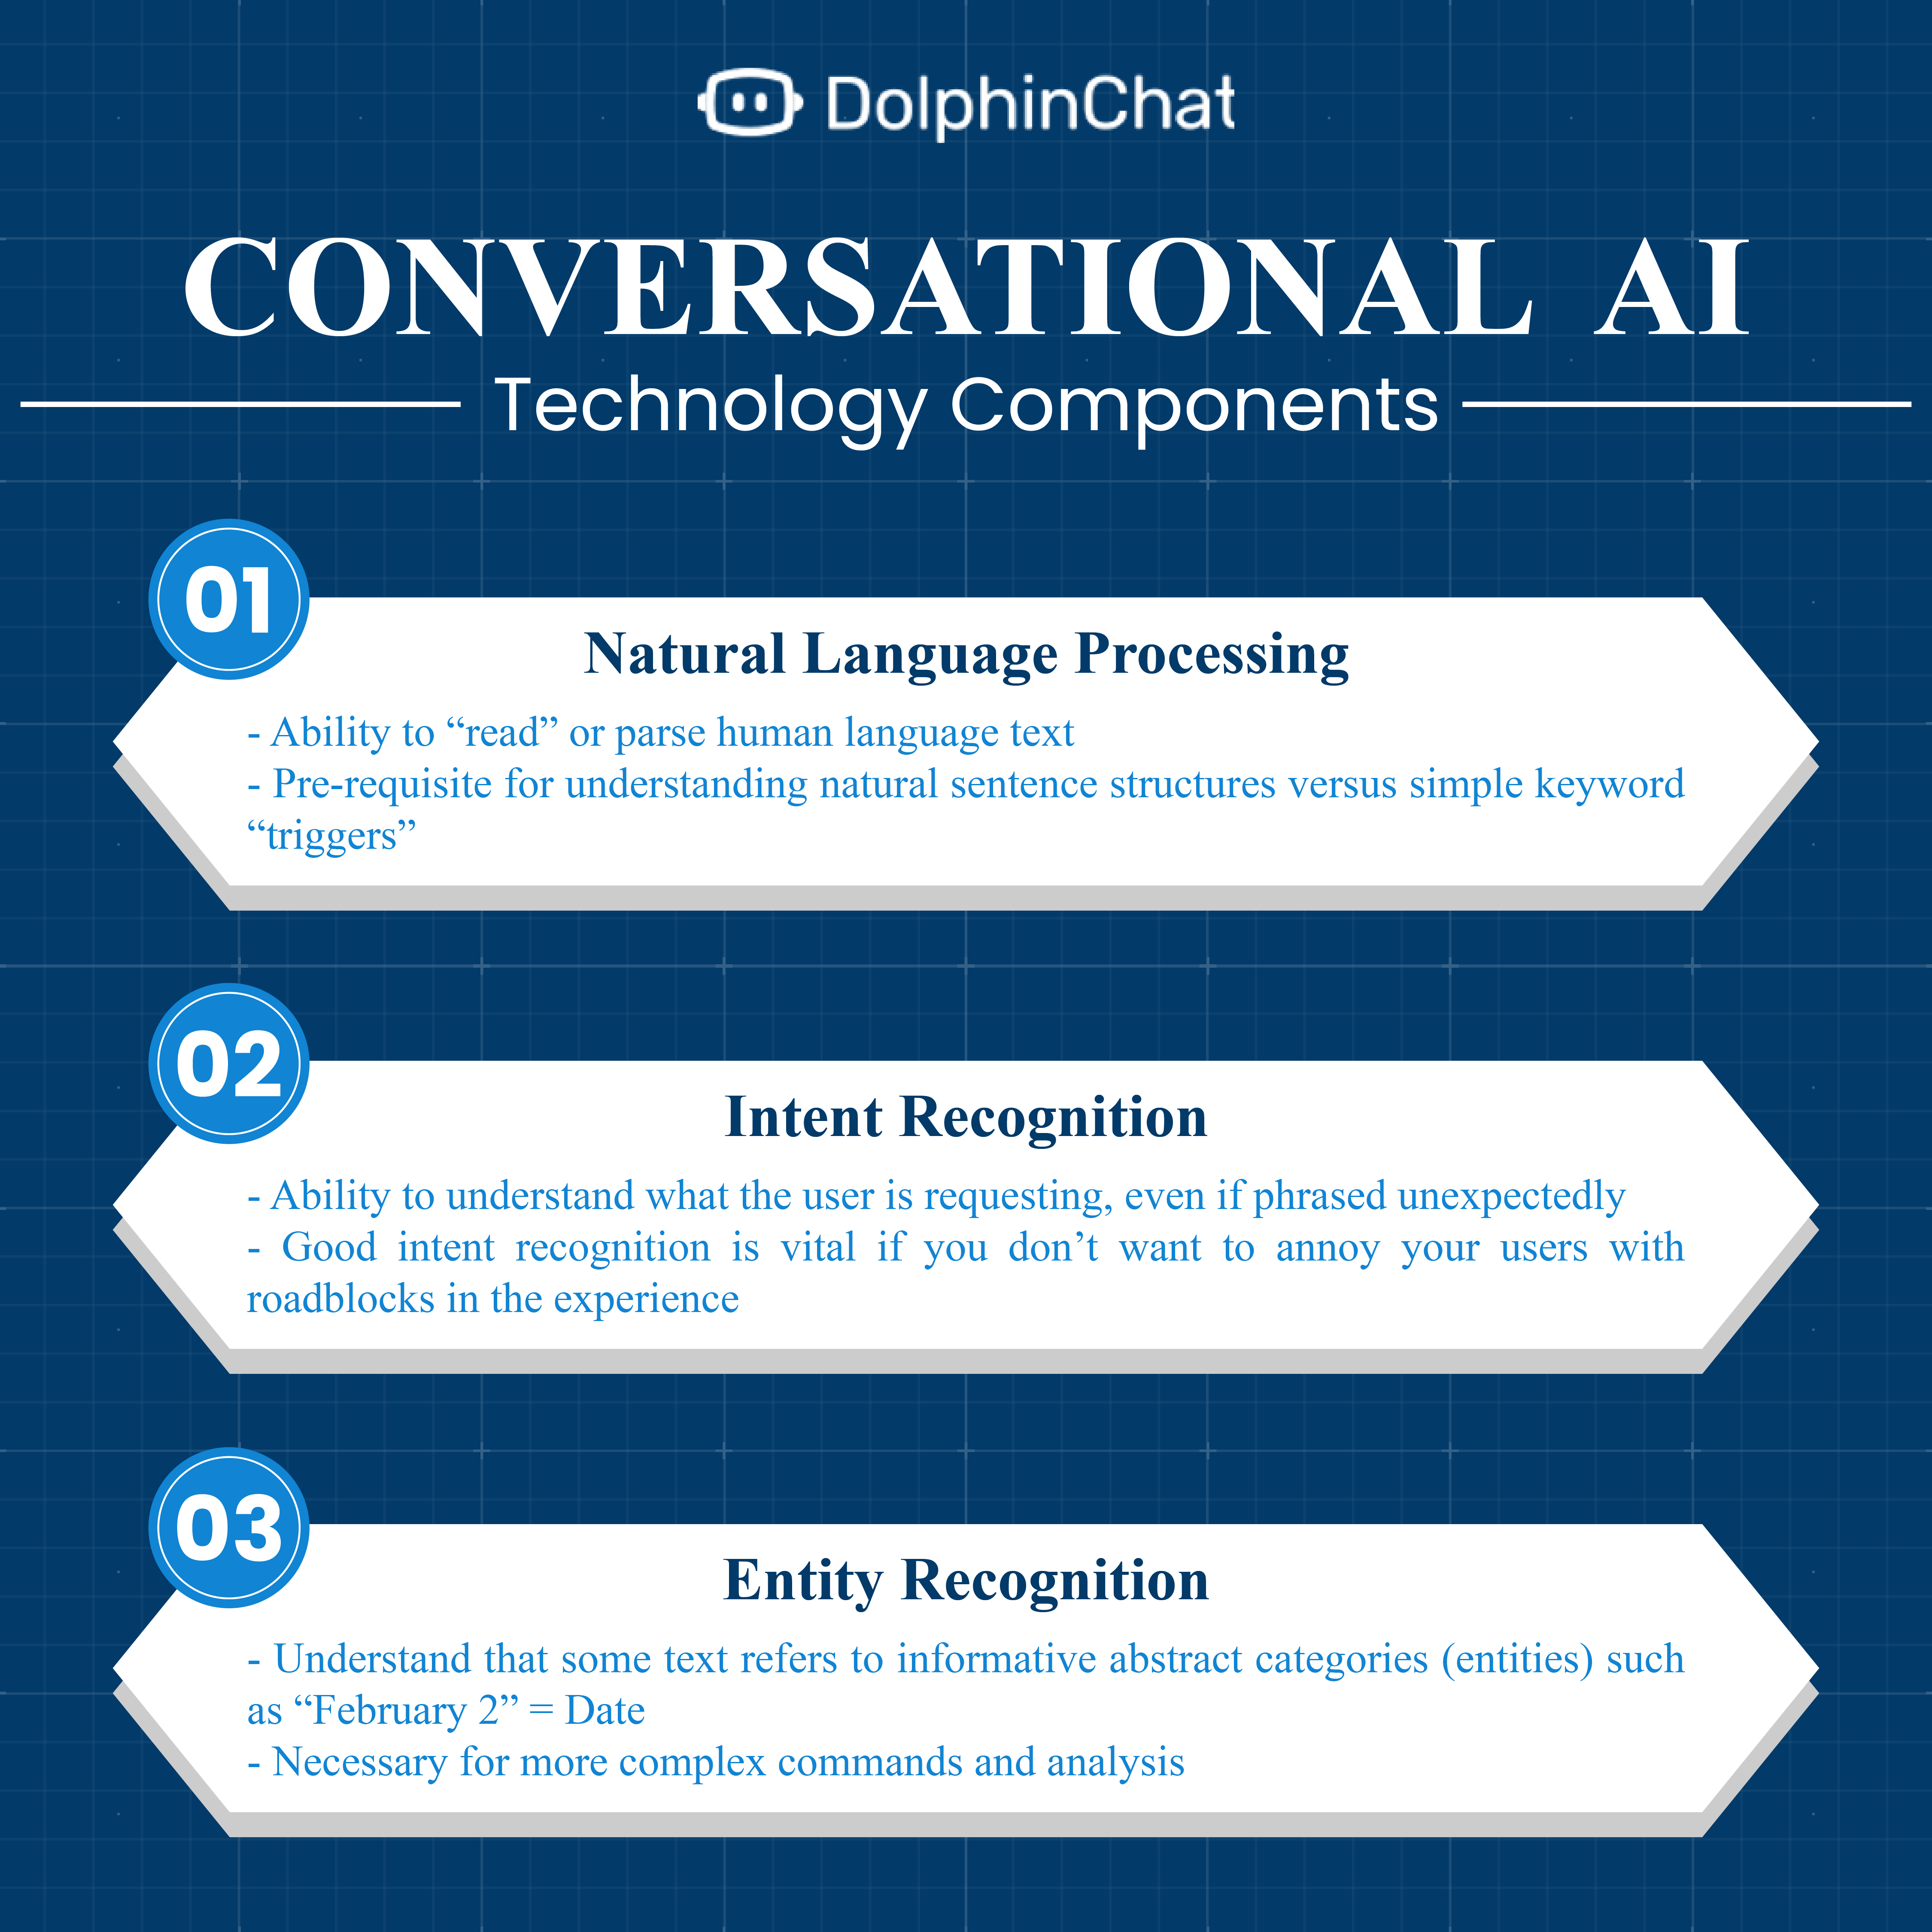 DolphinChat
CONVERSATIONAL AI
Technology Components
01
Natural Language Processing
- Ability to “read” or parse human language text
- Pre-requisite for understanding natural sentence structures versus simple keyword
“triggers”
02
Intent Recognition
- Ability to understand what the user is requesting, even if phrased unexpectedly
- Good intent recognition is vital if you don’t want to annoy your users with
roadblocks in the experience
03
Entity Recognition
- Understand that some text refers to informative abstract categories (entities) such
as “February 2” = Date
- Necessary for more complex commands and analysis